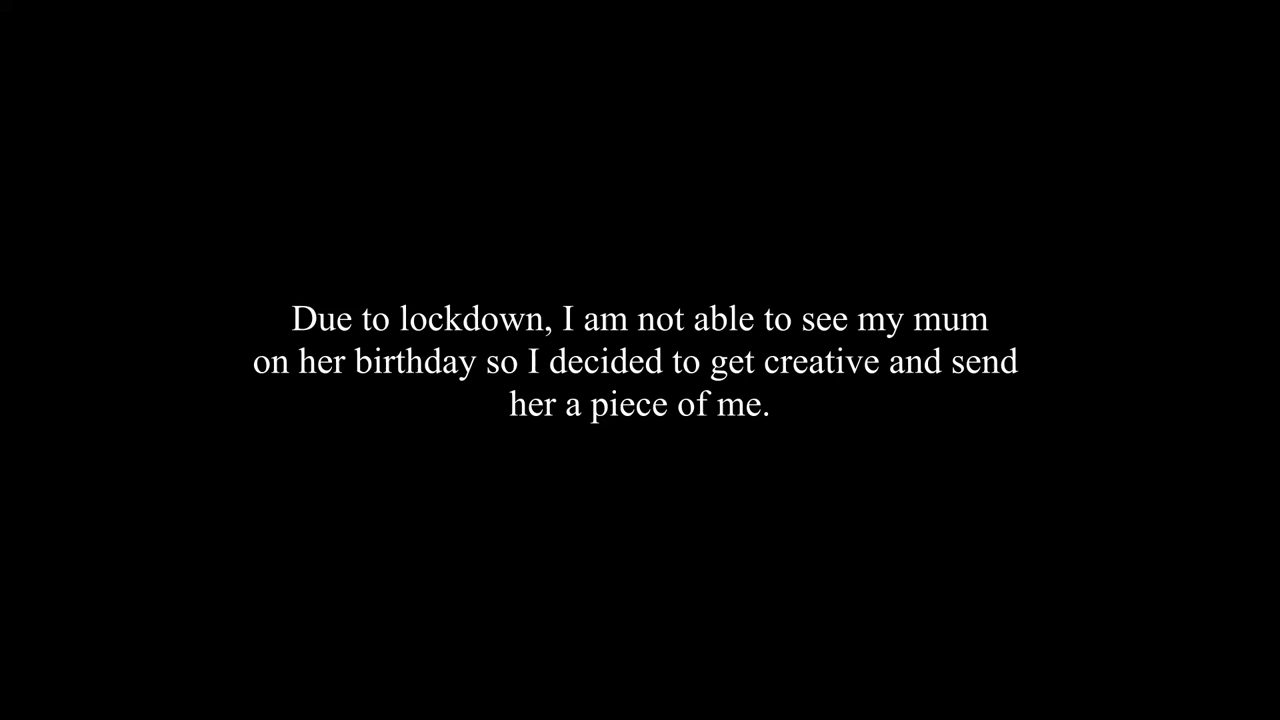 Due to lockdown, I am not able to see my mum
on her birthday so I decided to get creative and send
her a piece of me.